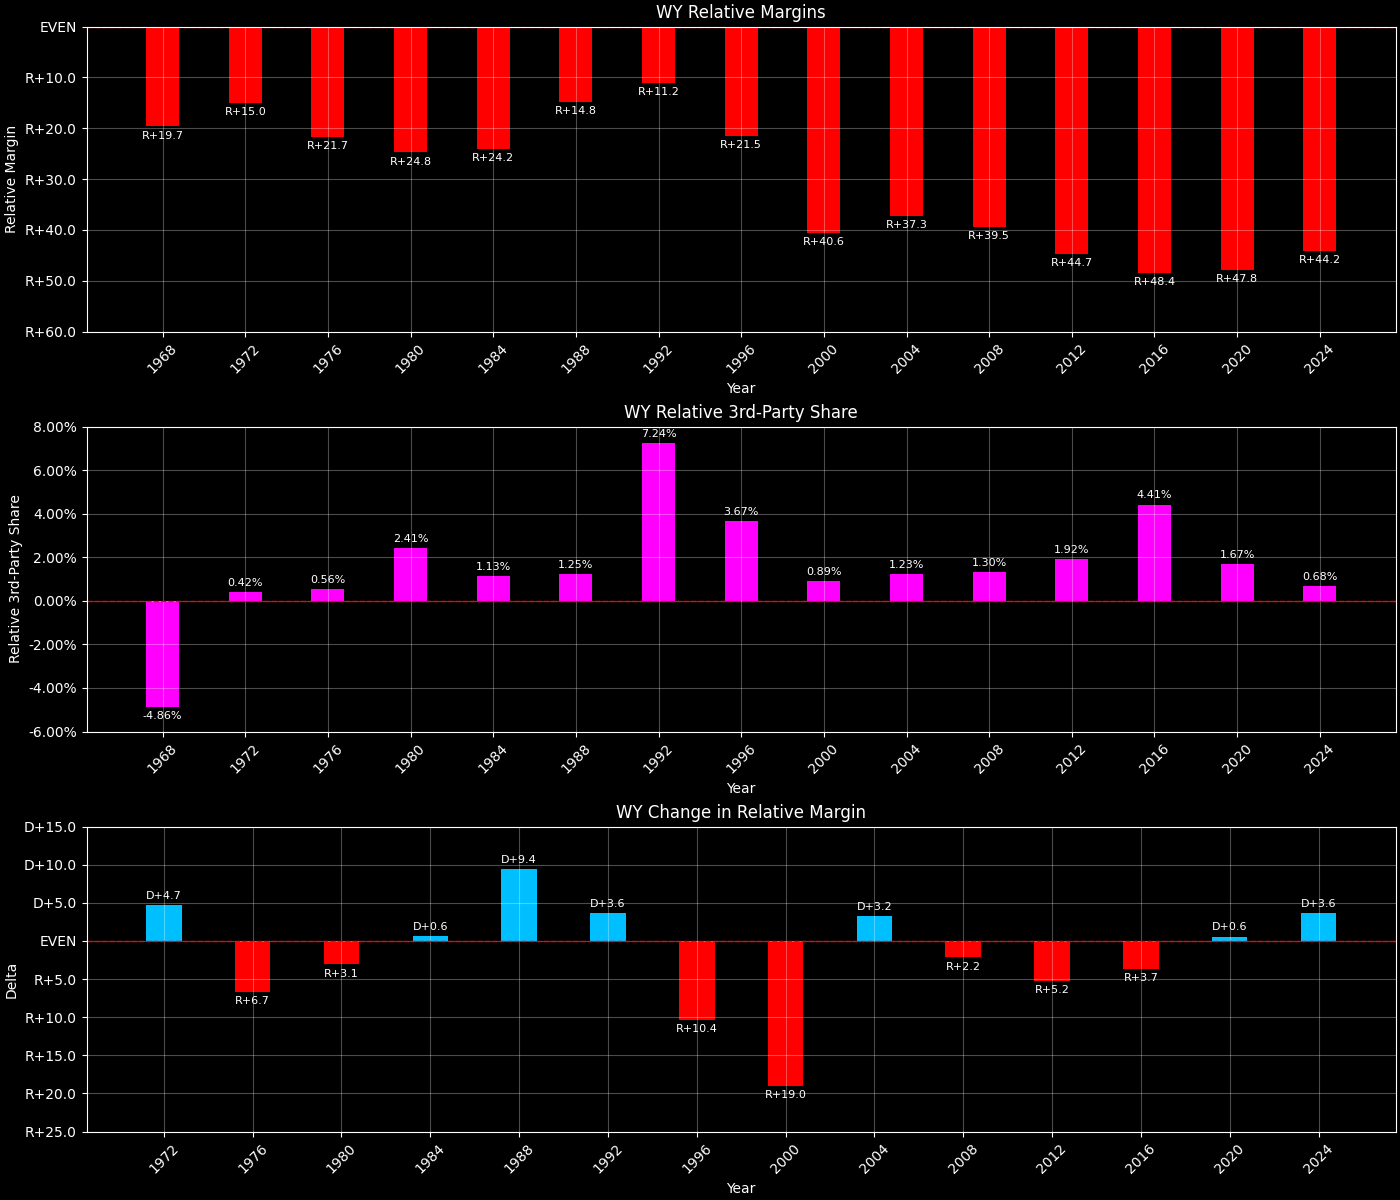 WY Relative Margins
Relative Margin
EVEN
R+10.0
R+20.0
R+30.0
R+40.0
R+50.0
R+60.0
R+19.7
R+15.0
R+21.7
R+24.8
R+24.2
R+14.8
R+11.2
R+21.5
R+40.6
R+37.3
R+39.5
R+44.7
R+48.4
R+47.8
R+44.2
1968
1972
1976
1980
1984
1988
1992
1996
2000
2004
2008
2012
2016
2020
2024
Year
WY Relative 3rd-Party Share
Relative 3rd-Party Share
8.00%
6.00%
4.00%
2.00%
0.00%
-2.00%
-4.00%
-6.00%
-4.86%
0.42%
0.56%
2.41%
1.13%
1.25%
7.24%
3.67%
0.89%
1.23%
1.30%
1.92%
4.41%
1.67%
0.68%
1968
1972
1976
1980
1984
1988
1992
1996
2000
2004
2008
2012
2016
2020
2024
Year
WY Change in Relative Margin
Delta
D+15.0
D+10.0
D+5.0
EVEN
R+5.0
R+10.0
R+15.0
R+20.0
R+25.0
D+4.7
R+6.7
R+3.1
D+0.6
D+9.4
D+3.6
R+10.4
R+19.0
D+3.2
R+2.2
R+5.2
R+3.7
D+0.6
D+3.6
1972
1976
1980
1984
1988
1992
1996
2000
2004
2008
2012
2016
2020
2024
Year